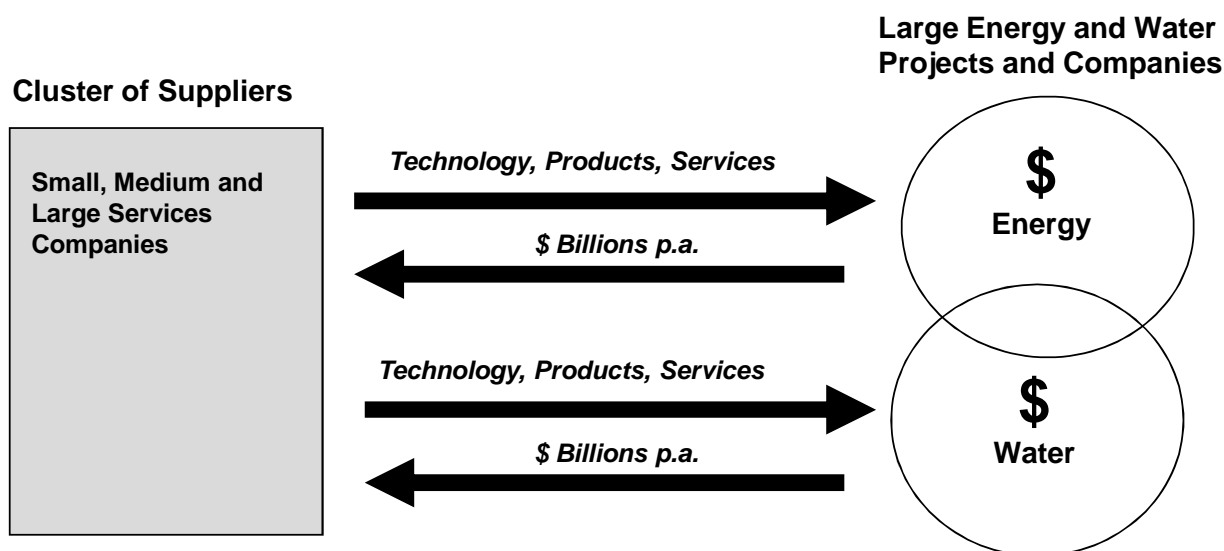 Large Energy and Water
Projects and Companies
Cluster of Suppliers
Small, Medium and
Large Services
Companies
Technology, Products, Services
$ Billions p.a.
Technology, Products, Services
$ Billions p.a.
$
Energy
$
Water